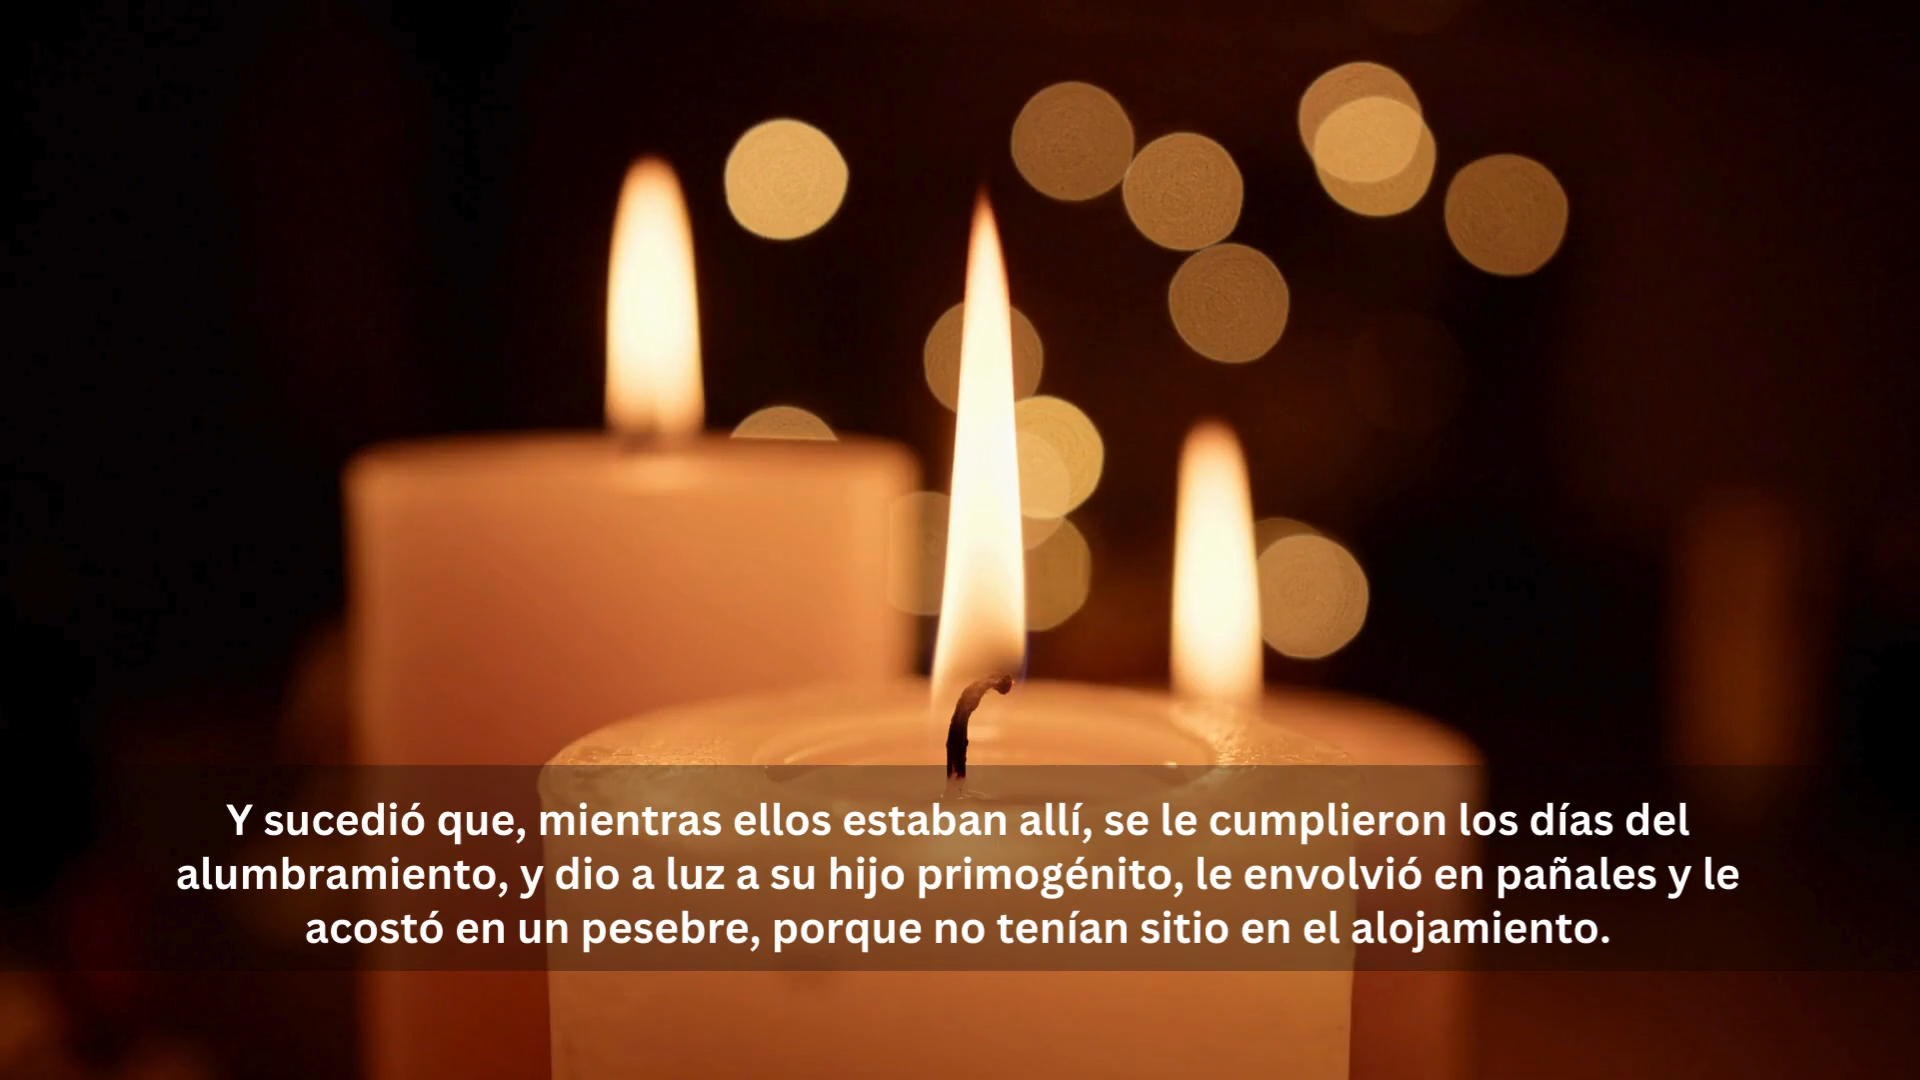 Y sucedió que, mientras ellos estaban allí, se le cumplieron los días del
alumbramiento, y dio a luz a su hijo primogénito, le envolvió en pañales y le
acostó en un pesebre, porque no tenían sitio en el alojamiento.